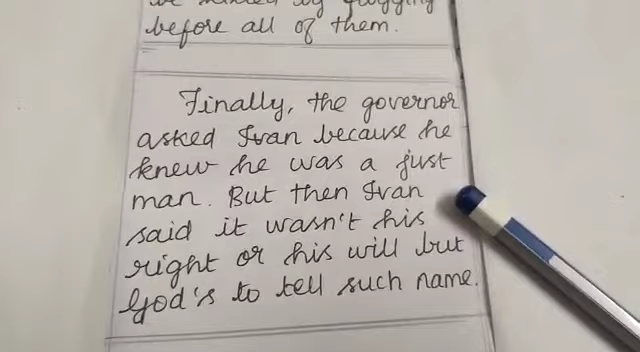 before all of them.
Finally, the governor
asked Ivan because he
knew he was a just
man. But then Ivan
said it wasn't his
right or his will but
God's to tell such name.